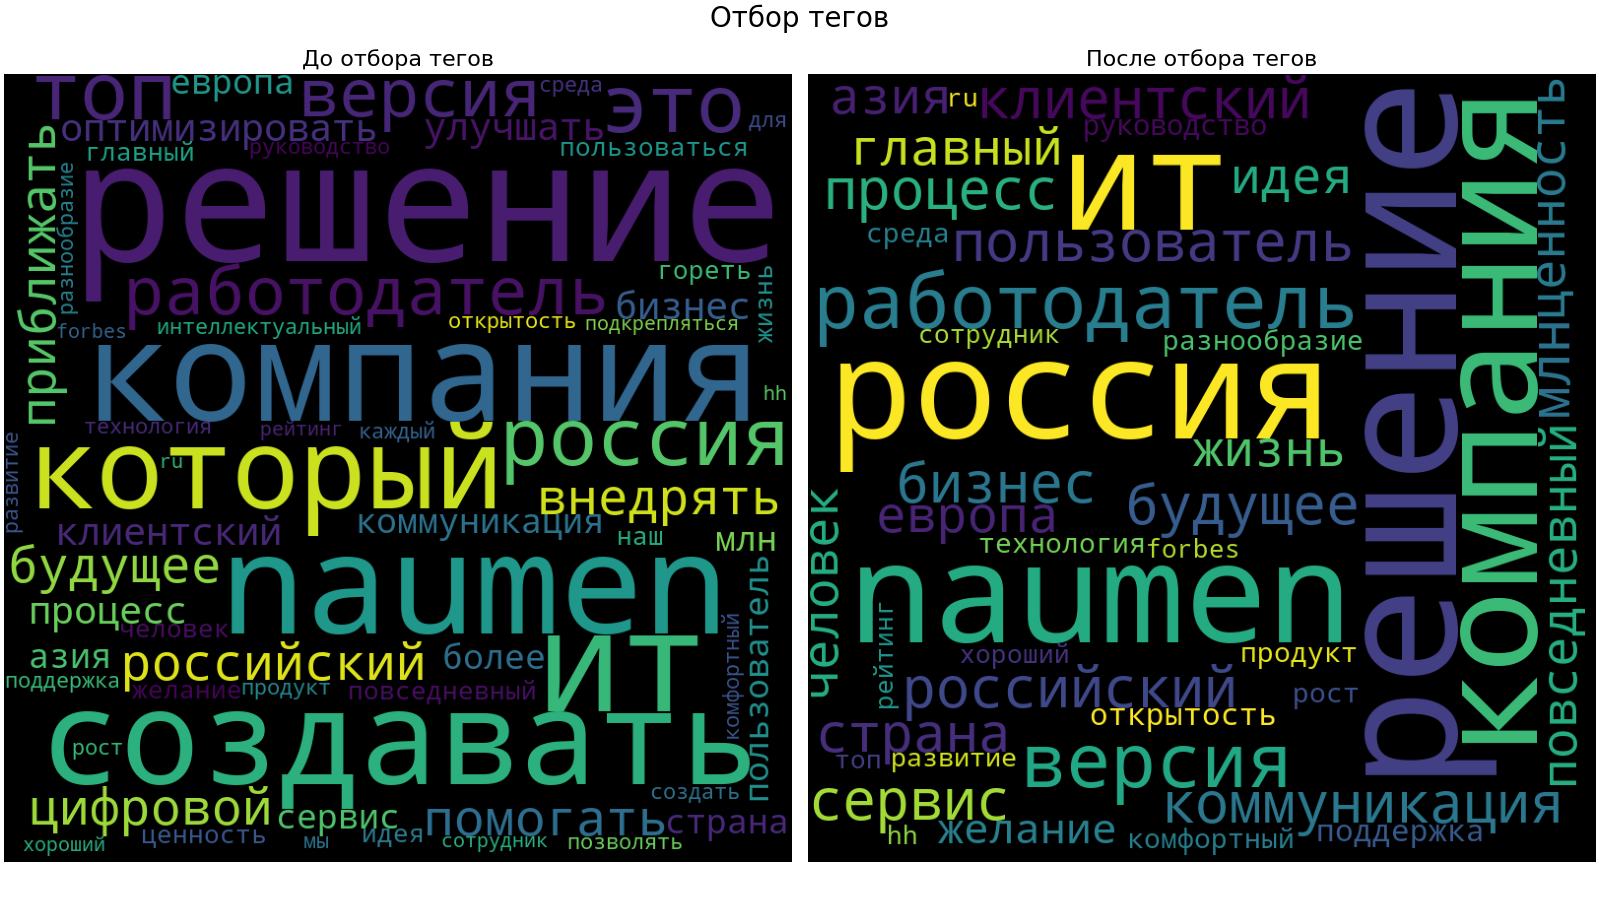 Отбор тегов
До отбора тегов
топ
европа
версия
среда
это
для
оптимизировать
улучшать
главный
руководство
пользоваться
приближать
разнообразие
решение
гореть
жизнь
работодатель
бизнес
forbes
интеллектуальный
открытость
подкрепляться
компания
hh
технология
рейтинг
каждый
россия
который
ru
развитие
внедрять
клиентский
коммуникация
наш
млн
будущее
naumen
пользователь
процесс
человек
комфортный
азия
российский
более
ит
поддержка
желание
продукт
повседневный
создавать
рост
создать
цифровой
сервис
помогать
страна
ценность
мы
идея
сотрудник
позволять
хороший
После отбора тегов
азия
ru
клиентский
руководство
главный
ит
идея
процесс
среда
пользователь
решение
компания
ценность
млн
работодатель
сотрудник
разнообразие
россия
жизнь
повседневный
бизнес
будущее
человек
европа
технология
forbes
naumen
рейтинг
хороший
продукт
российский
рост
открытость
страна
топ
развитие
версия
сервис
коммуникация
hh
желание
комфортный
поддержка